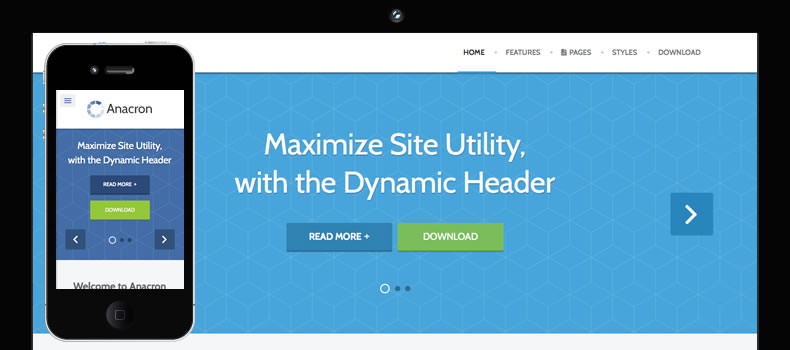 HOME FEATURES PAGES STYLES DOWNLOAD
Maximize Site Utility,
with the Dynamic Header
READ MORE + DOWNLOAD
Anacron
Maximize Site Utility,
with the Dynamic Header
READ MORE +
DOWNLOAD
Welcome to Anacron